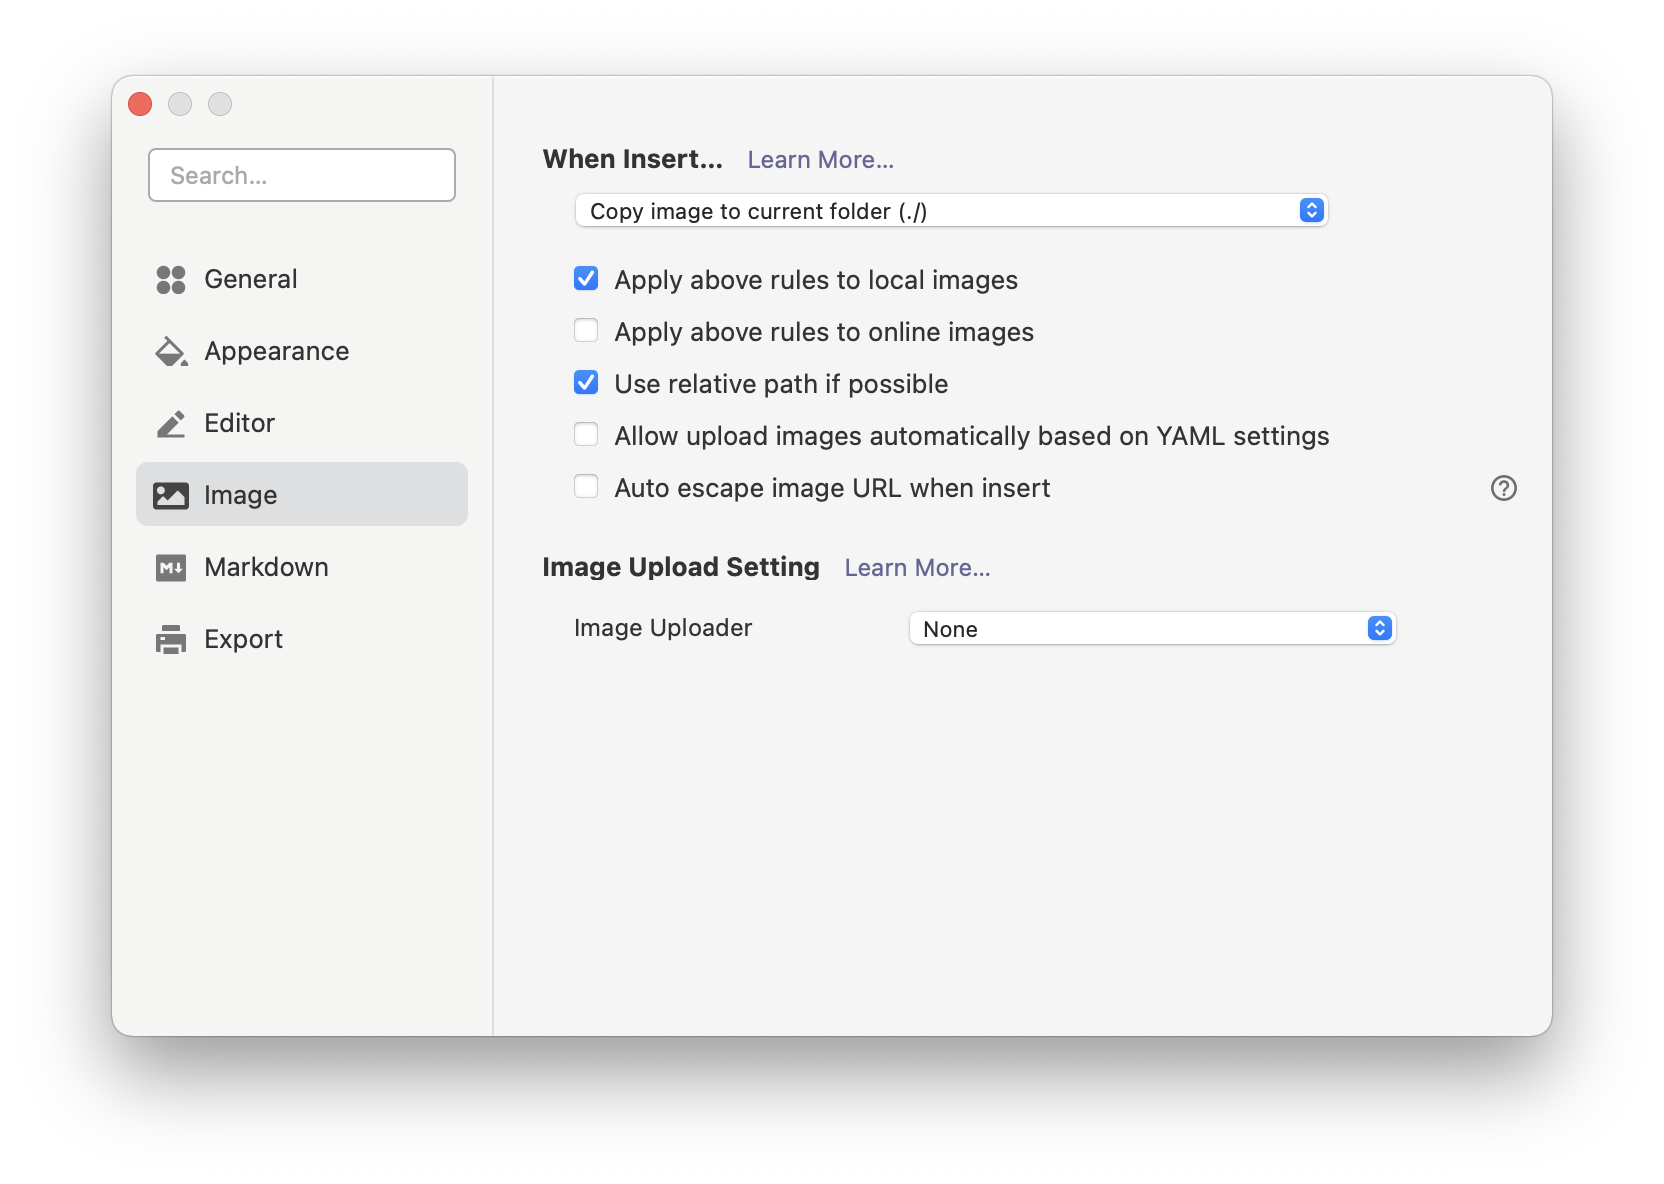 Search...
General
Appearance
Editor
Image
Markdown
Export
When Insert... Learn More...
Copy image to current folder (./)
Apply above rules to local images
Apply above rules to online images
Use relative path if possible
Allow upload images automatically based on YAML settings
Auto escape image URL when insert
Image Upload Setting Learn More...
Image Uploader None